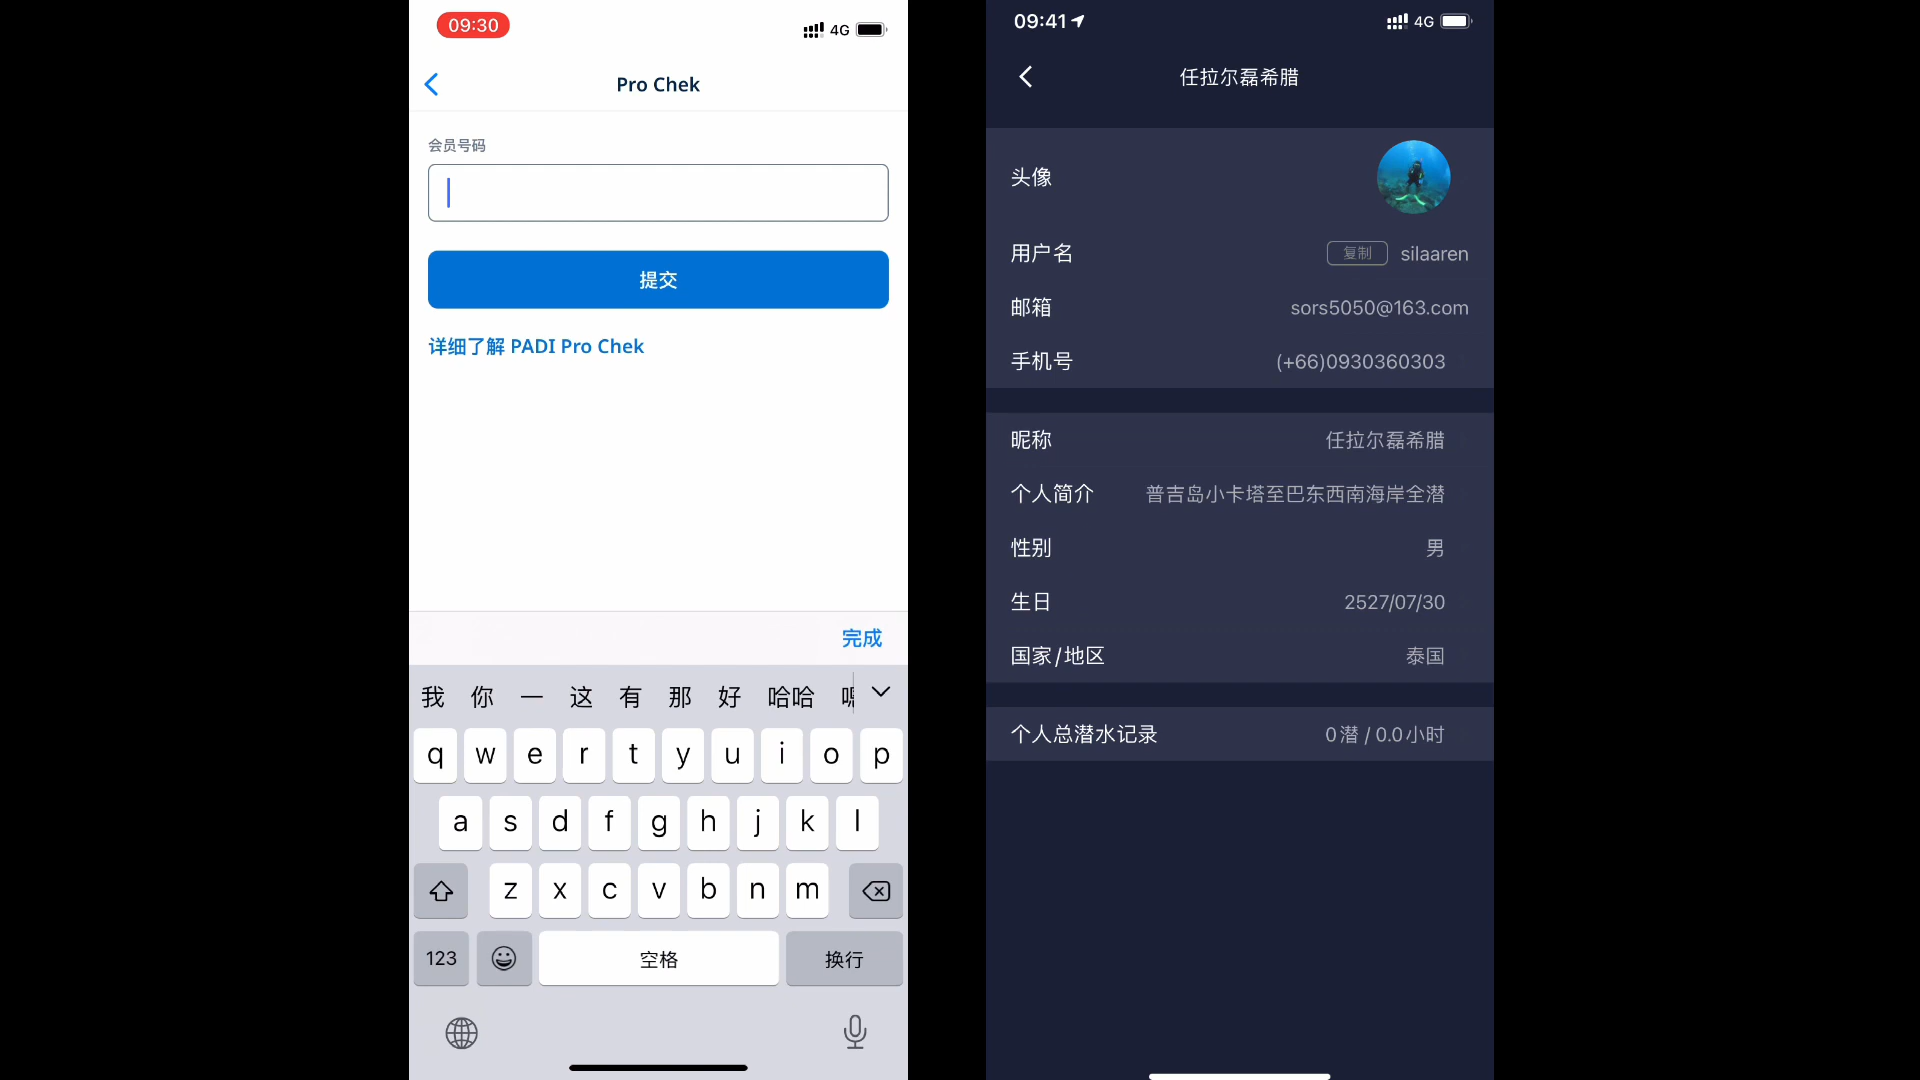 09:30
4G
Pro Chek
会员号码
提交
详细了解 PADI Pro Chek
完成
我 你 一 这 有 那 好 哈哈
q w e r t y u i o p
a s d f g h j k l
z x c v b n m
123 空格 换行
09:41
4G
任拉尔磊希腊
头像
用户名 复制 silaaren
邮箱 sors5050@163.com
手机号 (+66)0930360303
昵称 任拉尔磊希腊
个人简介 普吉岛小卡塔至巴东西南海岸全潜
性别 男
生日 2527/07/30
国家/地区 泰国
个人总潜水记录 0潜 / 0.0小时